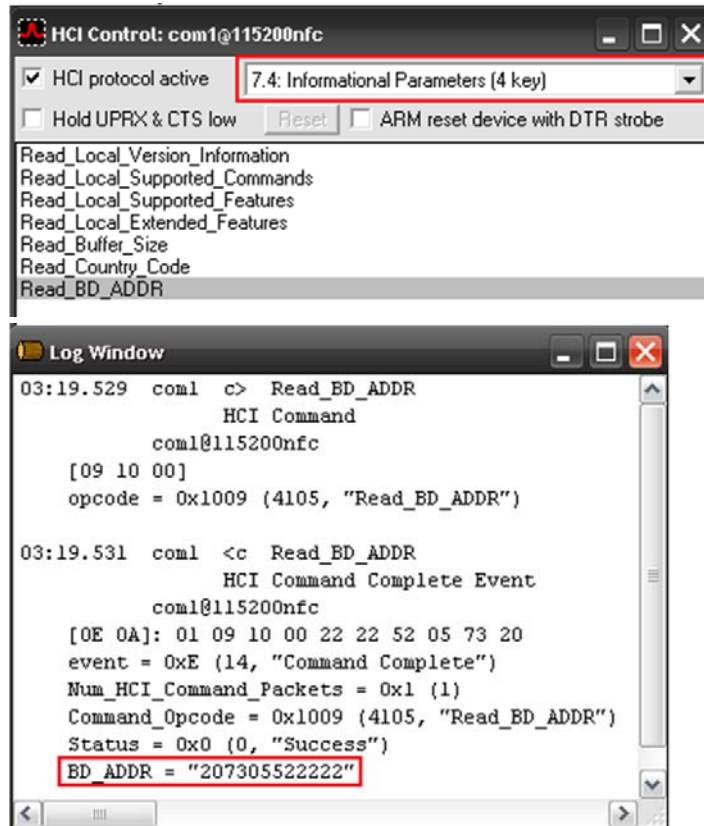 HCI Control: com1@115200nfc
HCI protocol active 7.4: Informational Parameters (4 key)
Hold UPRX & CTS low Reset ARM reset device with DTR strobe
Read_Local_Version_Information
Read_Local_Supported_Commands
Read_Local_Supported_Features
Read_Local_Extended_Features
Read_Buffer_Size
Read_Country_Code
Read_BD_ADDR
Log Window
03:19.529 com1 c> Read_BD_ADDR
HCI Command
com1@115200nfc
[09 10 00]
opcode = 0x1009 (4105, "Read_BD_ADDR")
03:19.531 com1 <c Read_BD_ADDR
HCI Command Complete Event
com1@115200nfc
[0E 0A]: 01 09 10 00 22 22 52 05 73 20
event = 0xE (14, "Command Complete")
Num_HCI_Command_Packets = 0x1 (1)
Command_Opcode = 0x1009 (4105, "Read_BD_ADDR")
Status = 0x0 (0, "Success")
BD_ADDR = "207305522222"